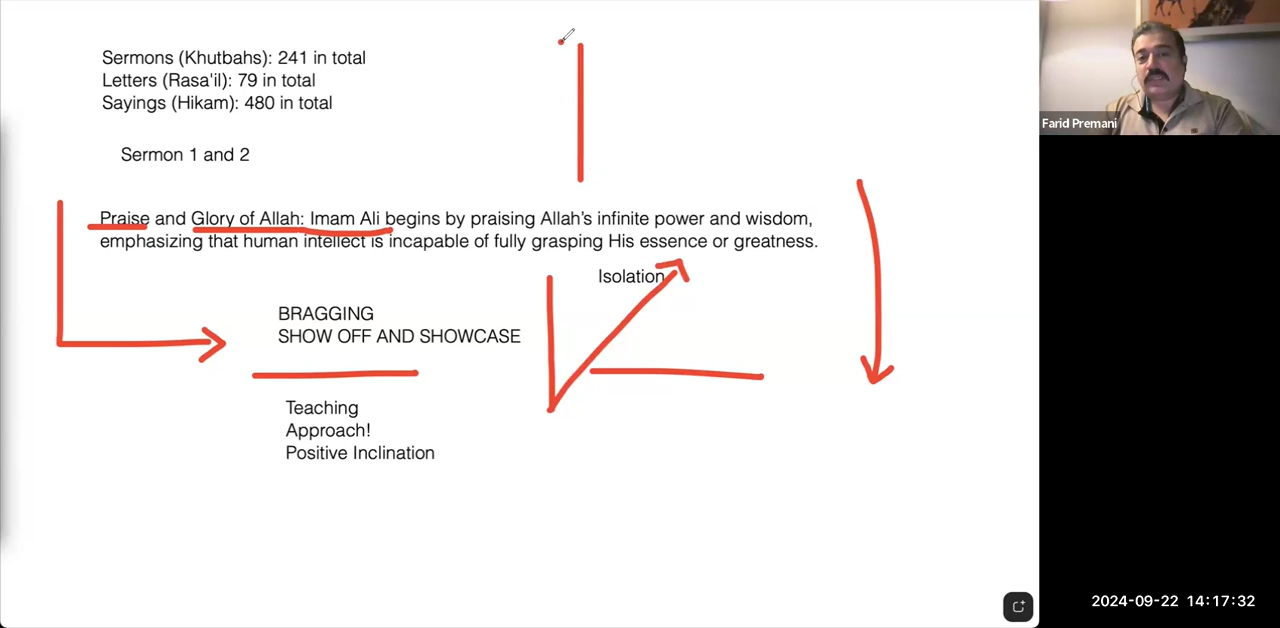 Sermons (Khutbahs): 241 in total
Letters (Rasa'il): 79 in total
Sayings (Hikam): 480 in total
Sermon 1 and 2
Praise and Glory of Allah: Imam Ali begins by praising Allah’s infinite power and wisdom,
emphasizing that human intellect is incapable of fully grasping His essence or greatness.
Isolation
BRAGGING
SHOW OFF AND SHOWCASE
Teaching
Approach!
Positive Inclination
Farid Premani
2024-09-22 14:17:32